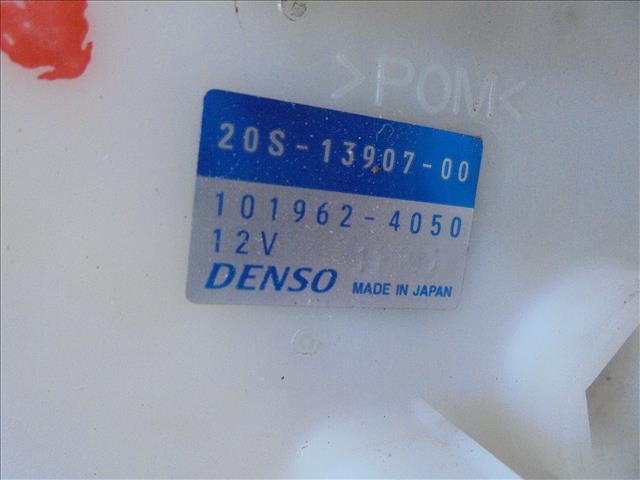 >POM<
20S-13907-00
101962-4050
12V
DENSO MADE IN JAPAN